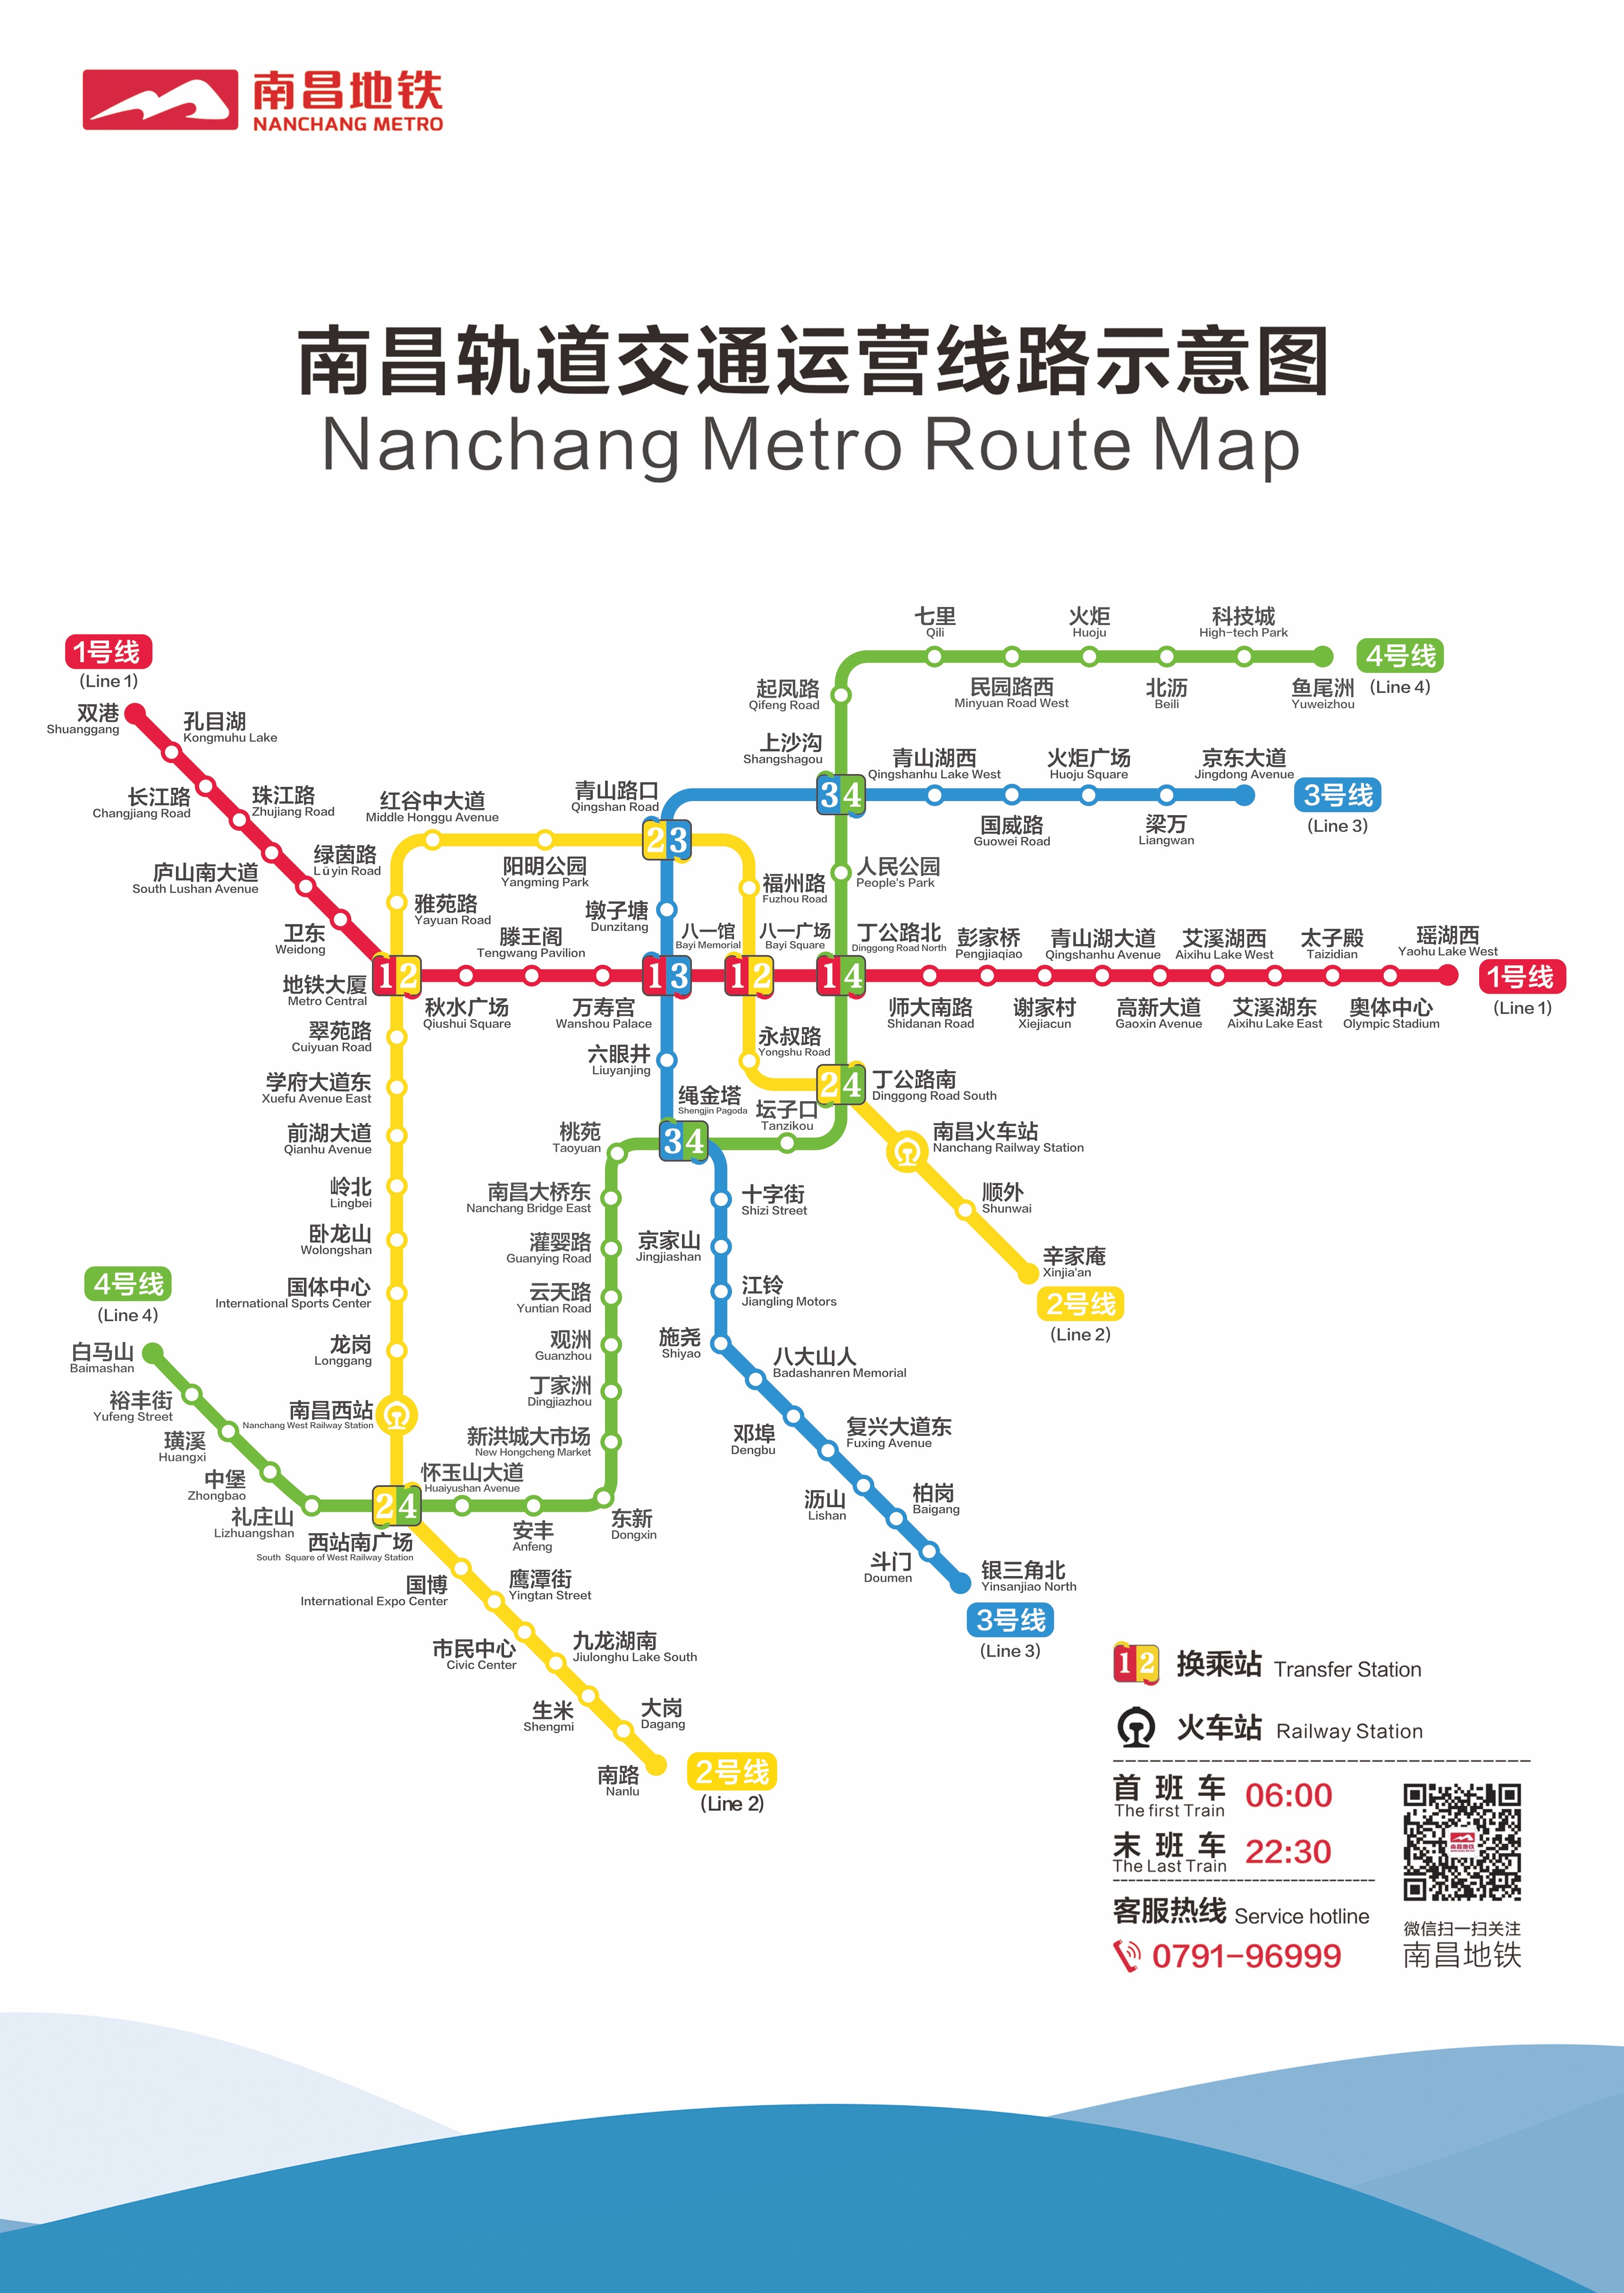 南昌地铁
NANCHANG METRO
南昌轨道交通运营线路示意图
Nanchang Metro Route Map
1号线
(Line 1)
双港
Shuanggang
孔目湖
Kongmuhu Lake
长江路
Changjiang Road
珠江路
Zhujiang Road
庐山南大道
South Lushan Avenue
绿茵路
Lüyin Road
卫东
Weidong
地铁大厦
Metro Central
1 2
秋水广场
Qiushui Square
滕王阁
Tengwang Pavilion
万寿宫
Wanshou Palace
1 3
八一馆
Bayi Memorial
1 2
八一广场
Bayi Square
1 4
丁公路北
Dinggong Road North
师大南路
Shidanan Road
彭家桥
Pengjiaqiao
谢家村
Xiejiacun
青山湖大道
Qingshanhu Avenue
高新大道
Gaoxin Avenue
艾溪湖西
Aixihu Lake West
艾溪湖东
Aixihu Lake East
太子殿
Taizidian
奥体中心
Olympic Stadium
瑶湖西
Yaohu Lake West
1号线
(Line 1)
七里
Qili
火炬
Huoju
科技城
High-tech Park
4号线
(Line 4)
起凤路
Qifeng Road
民园路西
Minyuan Road West
北沥
Beili
鱼尾洲
Yuweizhou
上沙沟
Shangshagou
3 4
青山湖西
Qingshanhu Lake West
火炬广场
Huoju Square
京东大道
Jingdong Avenue
3号线
(Line 3)
国威路
Guowei Road
梁万
Liangwan
人民公园
People's Park
红谷中大道
Middle Honggu Avenue
青山路口
Qingshan Road
2 3
阳明公园
Yangming Park
雅苑路
Yayuan Road
墩子塘
Dunzitang
福州路
Fuzhou Road
翠苑路
Cuiyuan Road
学府大道东
Xuefu Avenue East
前湖大道
Qianhu Avenue
岭北
Lingbei
卧龙山
Wolongshan
国体中心
International Sports Center
龙岗
Longgang
南昌西站
Nanchang West Railway Station
六眼井
Liuyanjing
永叔路
Yongshu Road
2 4
丁公路南
Dinggong Road South
绳金塔
Shengjin Pagoda
3 4
坛子口
Tanzikou
桃苑
Taoyuan
南昌火车站
Nanchang Railway Station
顺外
Shunwai
辛家庵
Xinjia'an
2号线
(Line 2)
南昌大桥东
Nanchang Bridge East
灌婴路
Guanying Road
云天路
Yuntian Road
观洲
Guanzhou
丁家洲
Dingjiazhou
新洪城大市场
New Hongcheng Market
东新
Dongxin
安丰
Anfeng
怀玉山大道
Huaiyushan Avenue
十字街
Shizi Street
京家山
Jingjiashan
江铃
Jiangling Motors
施尧
Shiyao
八大山人
Badashanren Memorial
邓埠
Dengbu
复兴大道东
Fuxing Avenue
沥山
Lishan
柏岗
Baigang
斗门
Doumen
银三角北
Yinsanjiao North
3号线
(Line 3)
4号线
(Line 4)
白马山
Baimashan
裕丰街
Yufeng Street
璜溪
Huangxi
中堡
Zhongbao
礼庄山
Lizhuangshan
2 4
西站南广场
South Square of West Railway Station
国博
International Expo Center
鹰潭街
Yingtan Street
市民中心
Civic Center
九龙湖南
Jiulonghu Lake South
生米
Shengmi
大岗
Dagang
南路
Nanlu
2号线
(Line 2)
1 2 换乘站 Transfer Station
火车站 Railway Station
首班车 06:00
The first Train
末班车 22:30
The Last Train
客服热线 Service hotline
0791-96999
微信扫一扫关注
南昌地铁